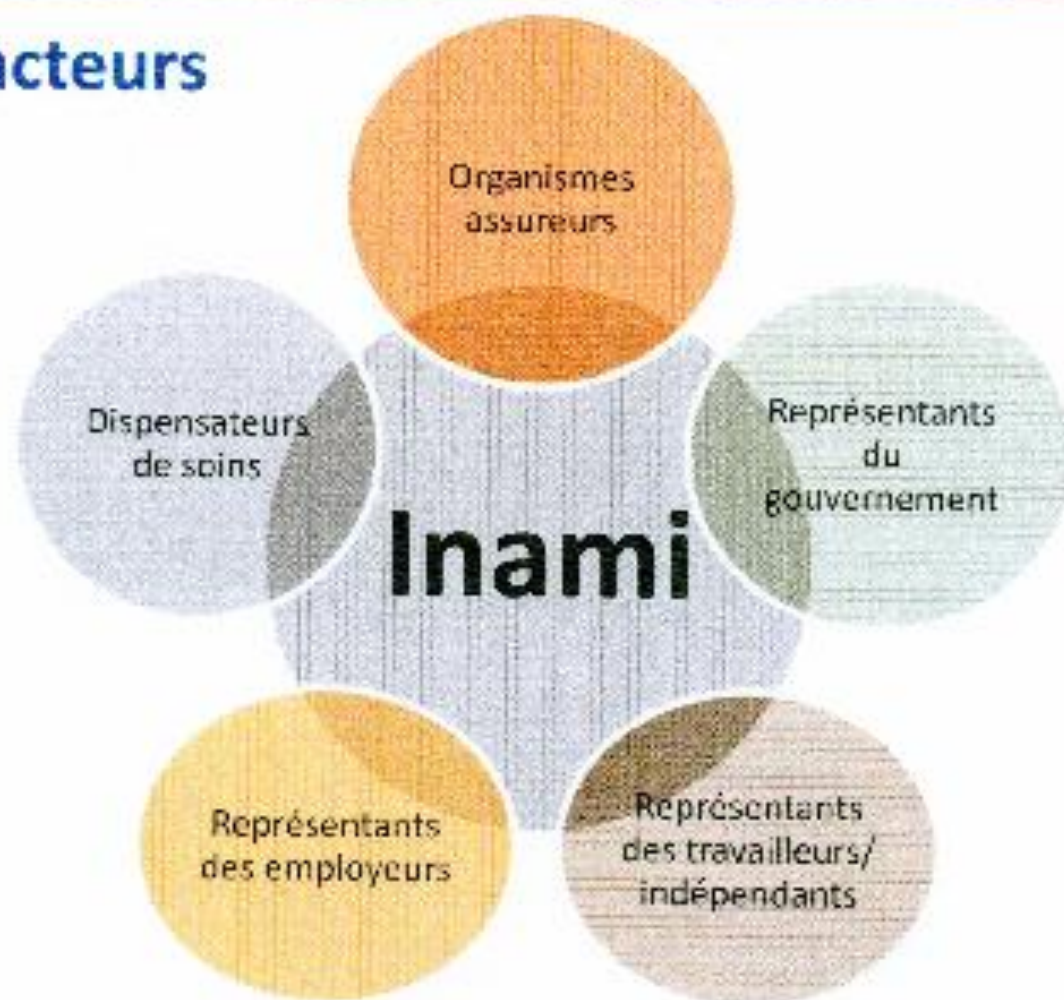 acteurs
Organismes
assureurs
Dispensateurs
de soins
Représentants
du
gouvernement
Inami
Représentants
des employeurs
Représentants
des travailleurs/
indépendants